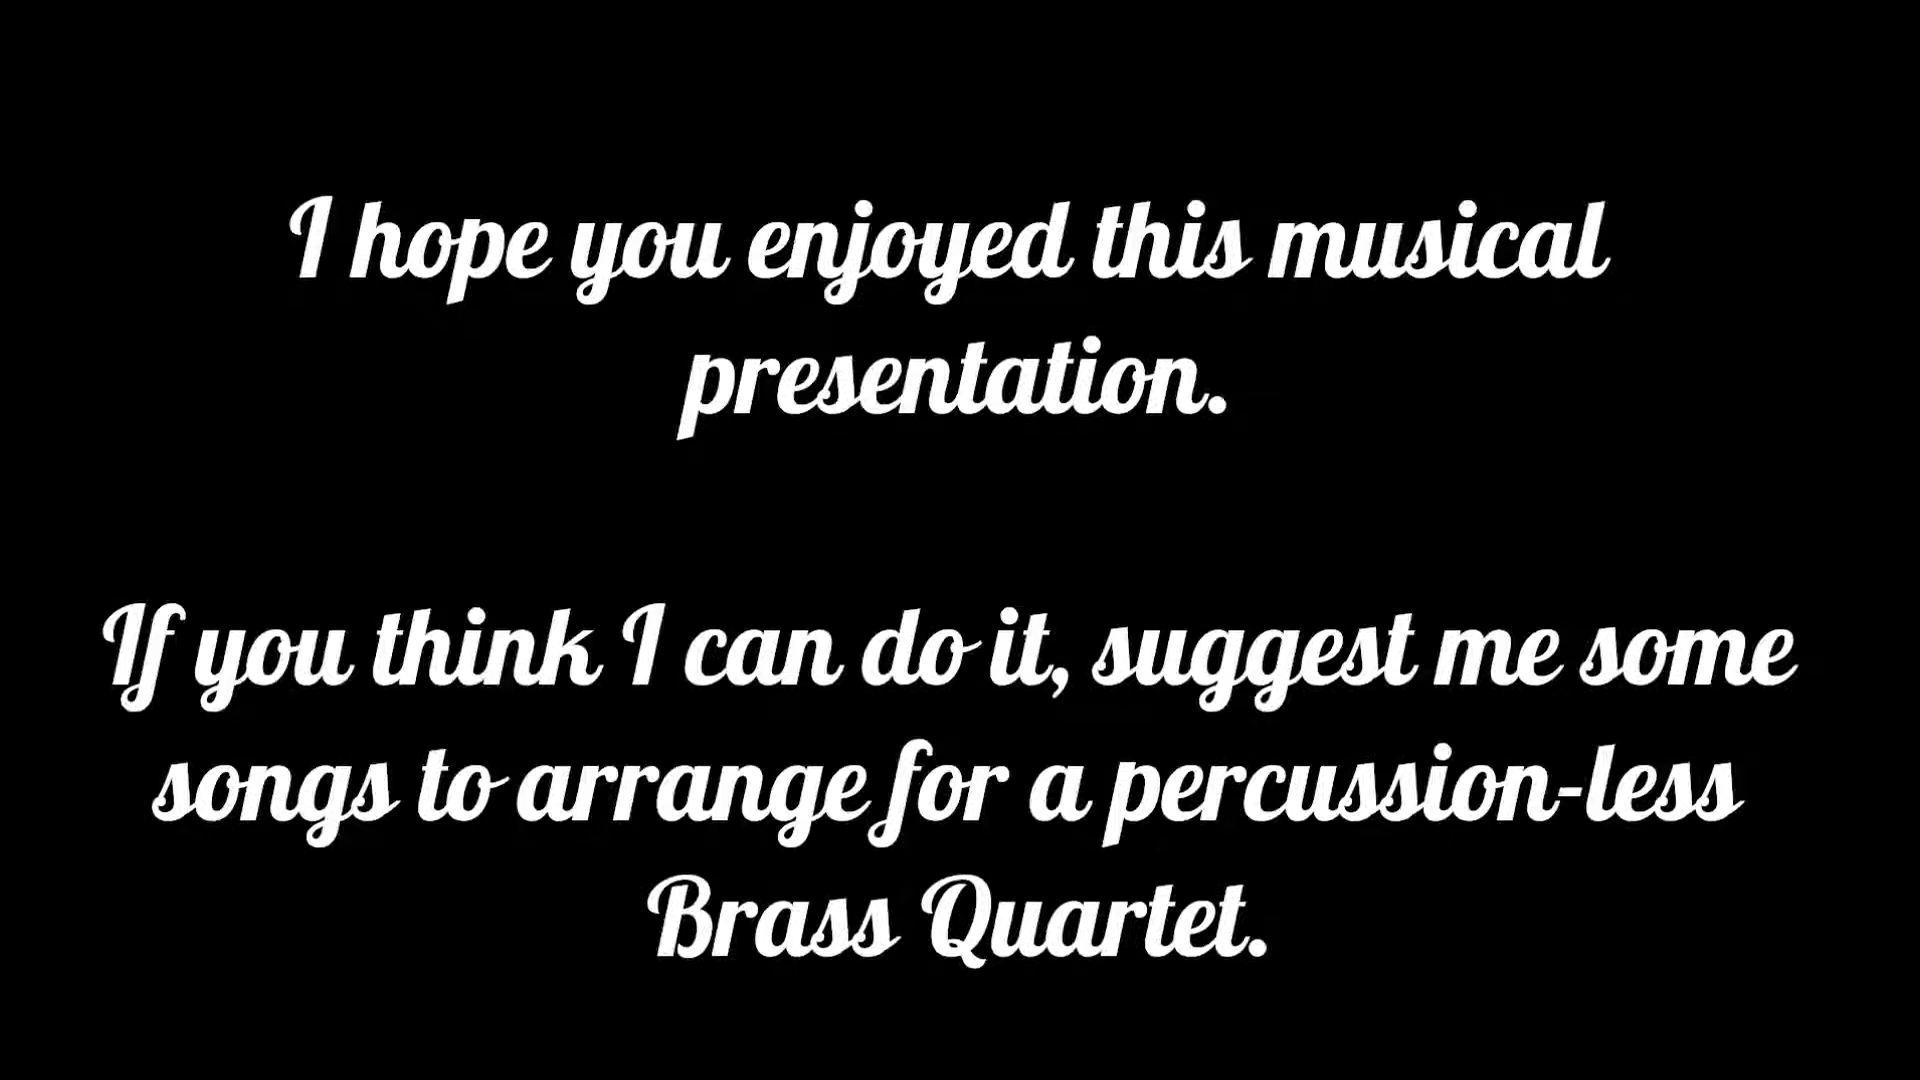 I hope you enjoyed this musical
presentation.
If you think I can do it, suggest me some
songs to arrange for a percussion-less
Brass Quartet.